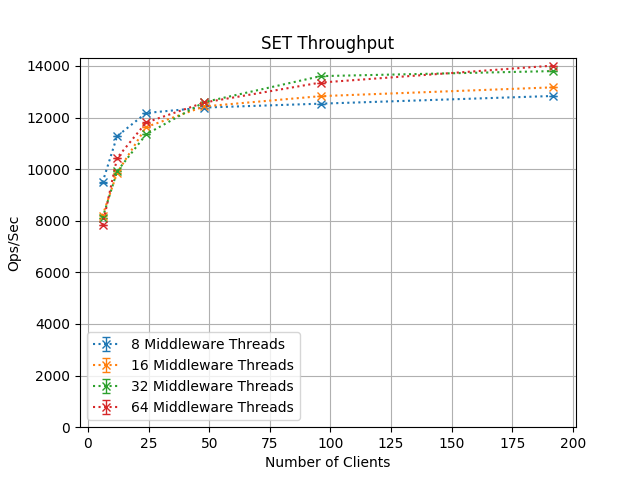 SET Throughput
14000
12000
10000
8000
6000
4000
2000
0
Ops/Sec
8 Middleware Threads
16 Middleware Threads
32 Middleware Threads
64 Middleware Threads
0 25 50 75 100 125 150 175 200
Number of Clients